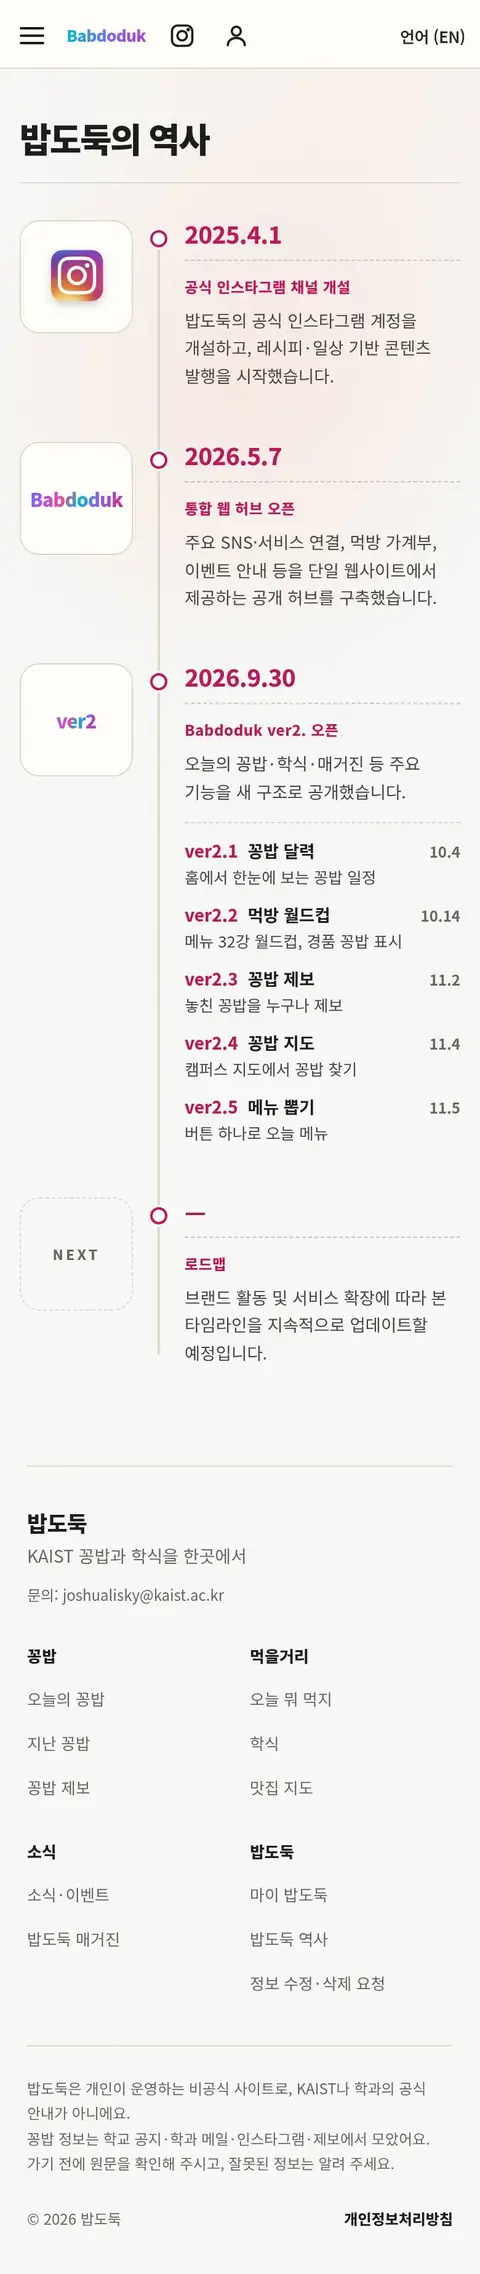 Babdoduk
언어 (EN)
밥도둑의 역사
2025.4.1
공식 인스타그램 채널 개설
밥도둑의 공식 인스타그램 계정을
개설하고, 레시피·일상 기반 콘텐츠
발행을 시작했습니다.
Babdoduk
2026.5.7
통합 웹 허브 오픈
주요 SNS·서비스 연결, 먹방 가계부,
이벤트 안내 등을 단일 웹사이트에서
제공하는 공개 허브를 구축했습니다.
ver2
2026.9.30
Babdoduk ver2. 오픈
오늘의 꽁밥·학식·매거진 등 주요
기능을 새 구조로 공개했습니다.
ver2.1 꽁밥 달력 10.4
홈에서 한눈에 보는 꽁밥 일정
ver2.2 먹방 월드컵 10.14
메뉴 32강 월드컵, 경품 꽁밥 표시
ver2.3 꽁밥 제보 11.2
놓친 꽁밥을 누구나 제보
ver2.4 꽁밥 지도 11.4
캠퍼스 지도에서 꽁밥 찾기
ver2.5 메뉴 뽑기 11.5
버튼 하나로 오늘 메뉴
NEXT
—
로드맵
브랜드 활동 및 서비스 확장에 따라 본
타임라인을 지속적으로 업데이트할
예정입니다.
밥도둑
KAIST 꽁밥과 학식을 한곳에서
문의: joshualisky@kaist.ac.kr
꽁밥 먹을거리
오늘의 꽁밥 오늘 뭐 먹지
지난 꽁밥 학식
꽁밥 제보 맛집 지도
소식 밥도둑
소식·이벤트 마이 밥도둑
밥도둑 매거진 밥도둑 역사
정보 수정·삭제 요청
밥도둑은 개인이 운영하는 비공식 사이트로, KAIST나 학과의 공식
안내가 아니에요.
꽁밥 정보는 학교 공지·학과 메일·인스타그램·제보에서 모았어요.
가기 전에 원문을 확인해 주시고, 잘못된 정보는 알려 주세요.
© 2026 밥도둑 개인정보처리방침